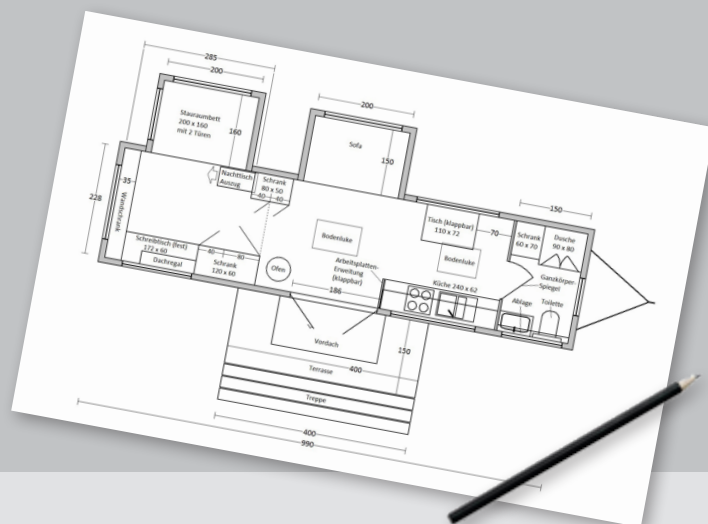 285
200
Stauraumbett
200 x 160
mit 2 Türen
160
200
Sofa
150
228
35
Wandschrank
Nachttisch
Auszug
Schrank
80 x 50
40
40
Schreibtisch (fest)
172 x 60
Dachregal
40
80
Schrank
120 x 60
Ofen
Bodenluke
Arbeitsplatten-
Erweitung
(klappbar)
186
Tisch (klappbar)
110 x 72
70
Bodenluke
Küche 240 x 62
150
Schrank
60 x 70
Dusche
90 x 80
Ganzkörper-
Spiegel
Ablage
Toilette
Vordach
150
400
Terrasse
Treppe
400
990